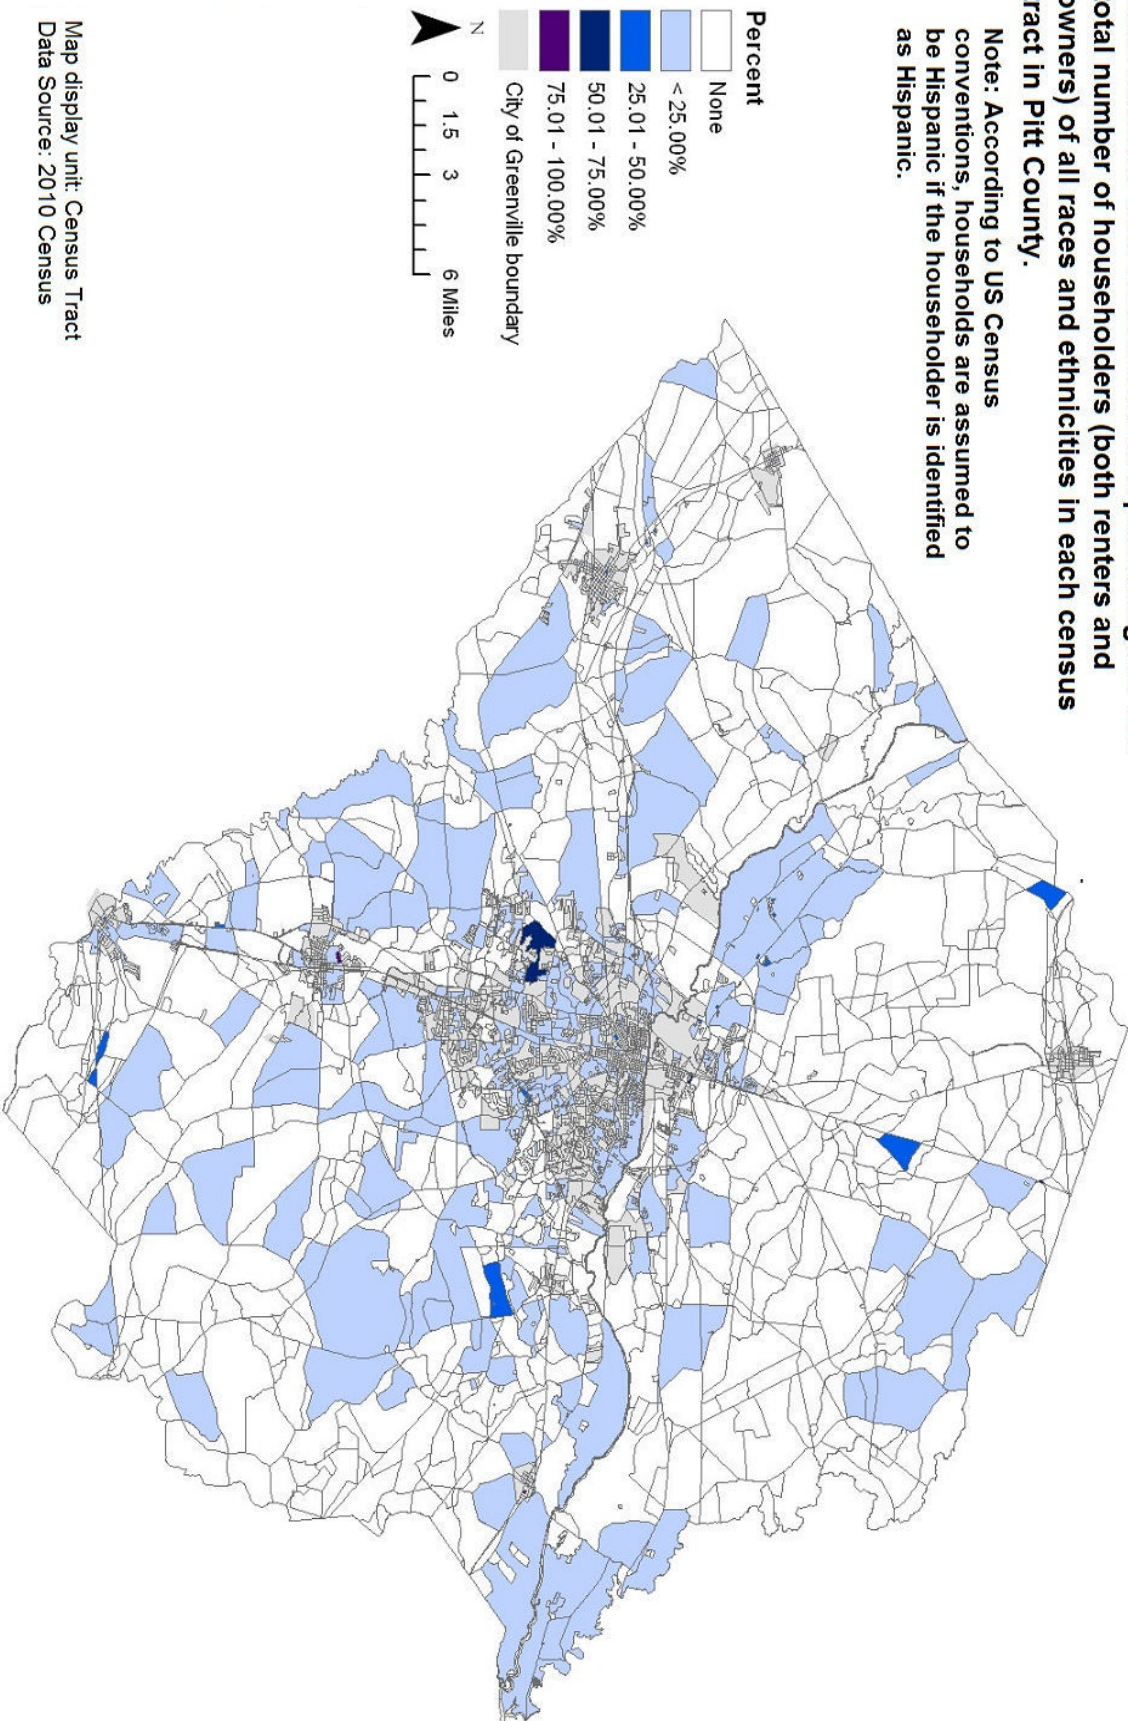 total number of householders (both renters and
owners) of all races and ethnicities in each census
tract in Pitt County.
Note: According to US Census
conventions, households are assumed to
be Hispanic if the householder is identified
as Hispanic.
Percent
None
< 25.00%
25.01 - 50.00%
50.01 - 75.00%
75.01 - 100.00%
City of Greenville boundary
N
0 1.5 3 6 Miles
Map display unit: Census Tract
Data Source: 2010 Census